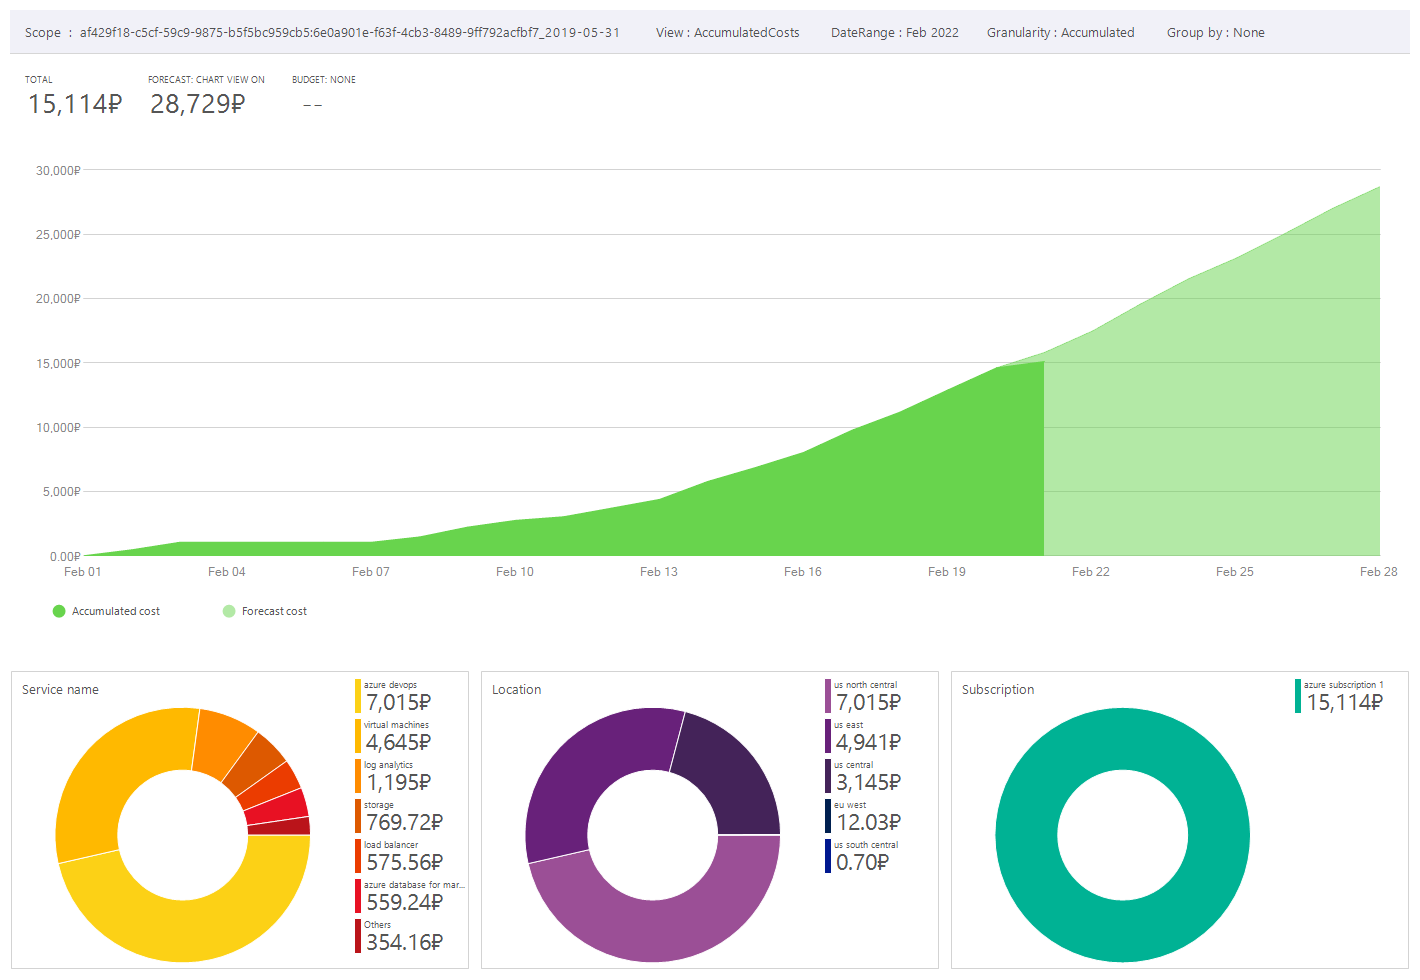 Scope : af429f18-c5cf-59c9-9875-b5f5bc959cb5:6e0a901e-f63f-4cb3-8489-9ff792acfbf7_2019-05-31 View : AccumulatedCosts DateRange : Feb 2022 Granularity : Accumulated Group by : None
TOTAL FORECAST: CHART VIEW ON BUDGET: NONE
15,114₽ 28,729₽ --
30,000₽
25,000₽
20,000₽
15,000₽
10,000₽
5,000₽
0.00₽
Feb 01 Feb 04 Feb 07 Feb 10 Feb 13 Feb 16 Feb 19 Feb 22 Feb 25 Feb 28
Accumulated cost Forecast cost
Service name
azure devops
7,015₽
virtual machines
4,645₽
log analytics
1,195₽
storage
769.72₽
load balancer
575.56₽
azure database for mar...
559.24₽
Others
354.16₽
Location
us north central
7,015₽
us east
4,941₽
us central
3,145₽
eu west
12.03₽
us south central
0.70₽
Subscription
azure subscription 1
15,114₽